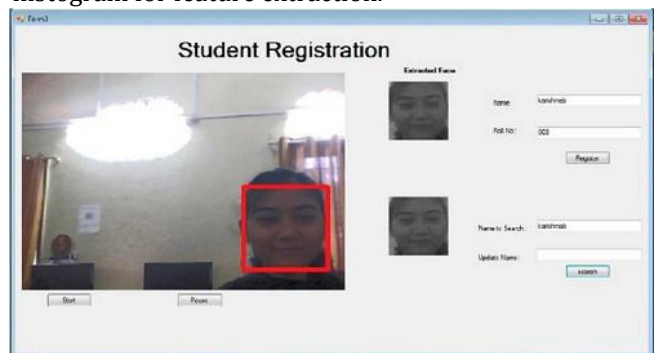 histogram for feature extraction.
Form3
Student Registration
Extracted Face
Name
karishmab
Roll No:
003
Register
Name to Search:
karishmab
Update Name:
search
Start
Pause